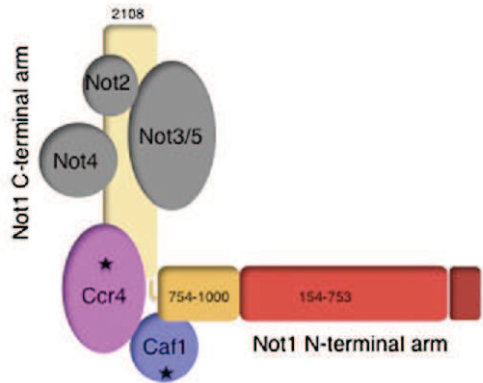 2108
Not1 C-terminal arm
Not2
Not3/5
Not4
Ccr4
754-1000
154-753
Caf1
Not1 N-terminal arm